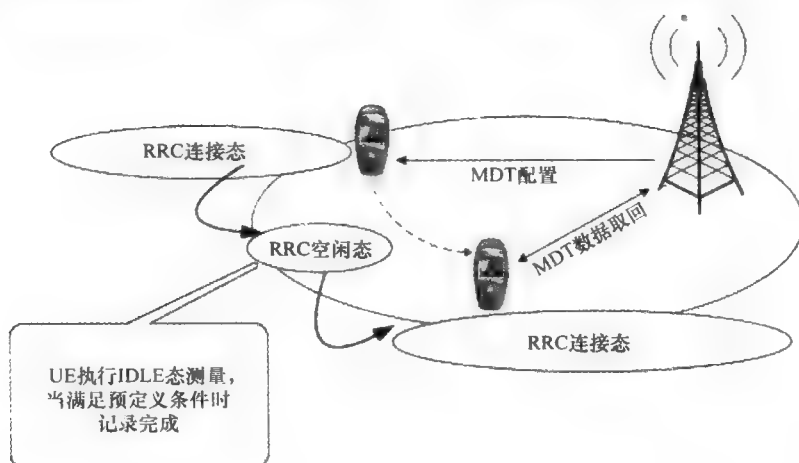 RRC连接态
MDT配置
RRC空闲态
MDT数据取回
RRC连接态
UE执行IDLE态测量,
当满足预定义条件时
记录完成